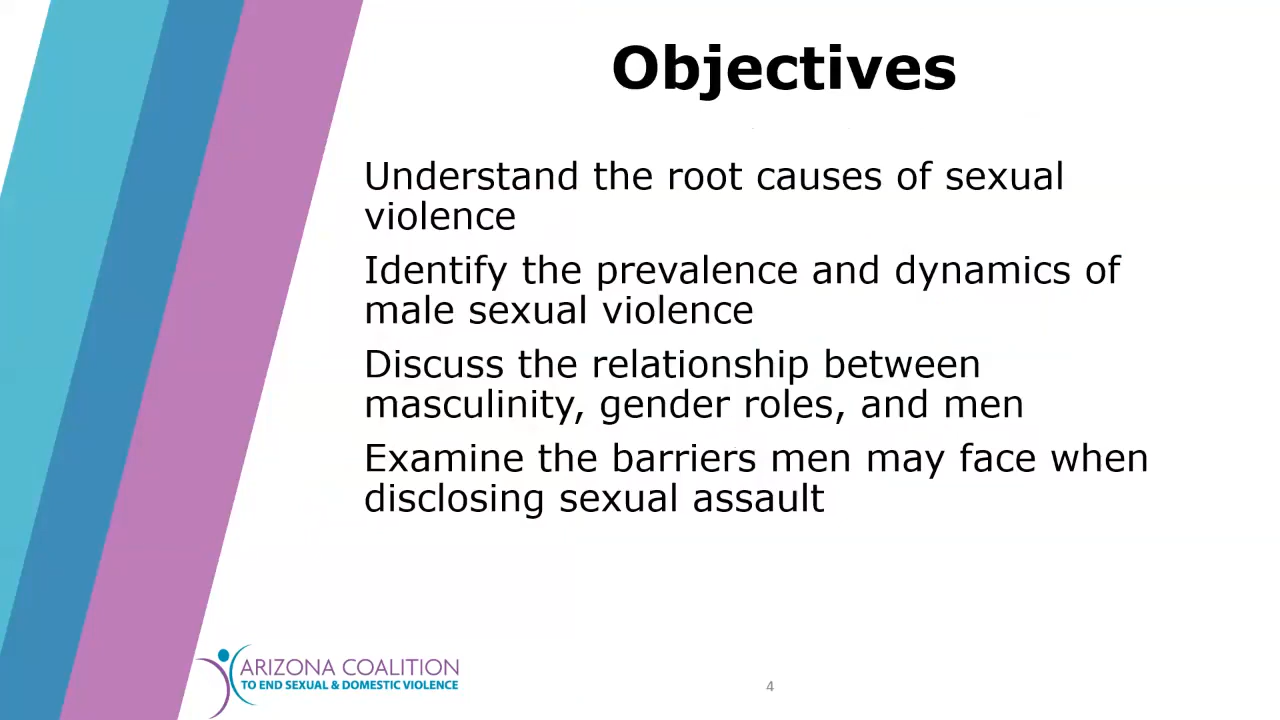 Objectives
Understand the root causes of sexual
violence
Identify the prevalence and dynamics of
male sexual violence
Discuss the relationship between
masculinity, gender roles, and men
Examine the barriers men may face when
disclosing sexual assault
ARIZONA COALITION
TO END SEXUAL & DOMESTIC VIOLENCE
4